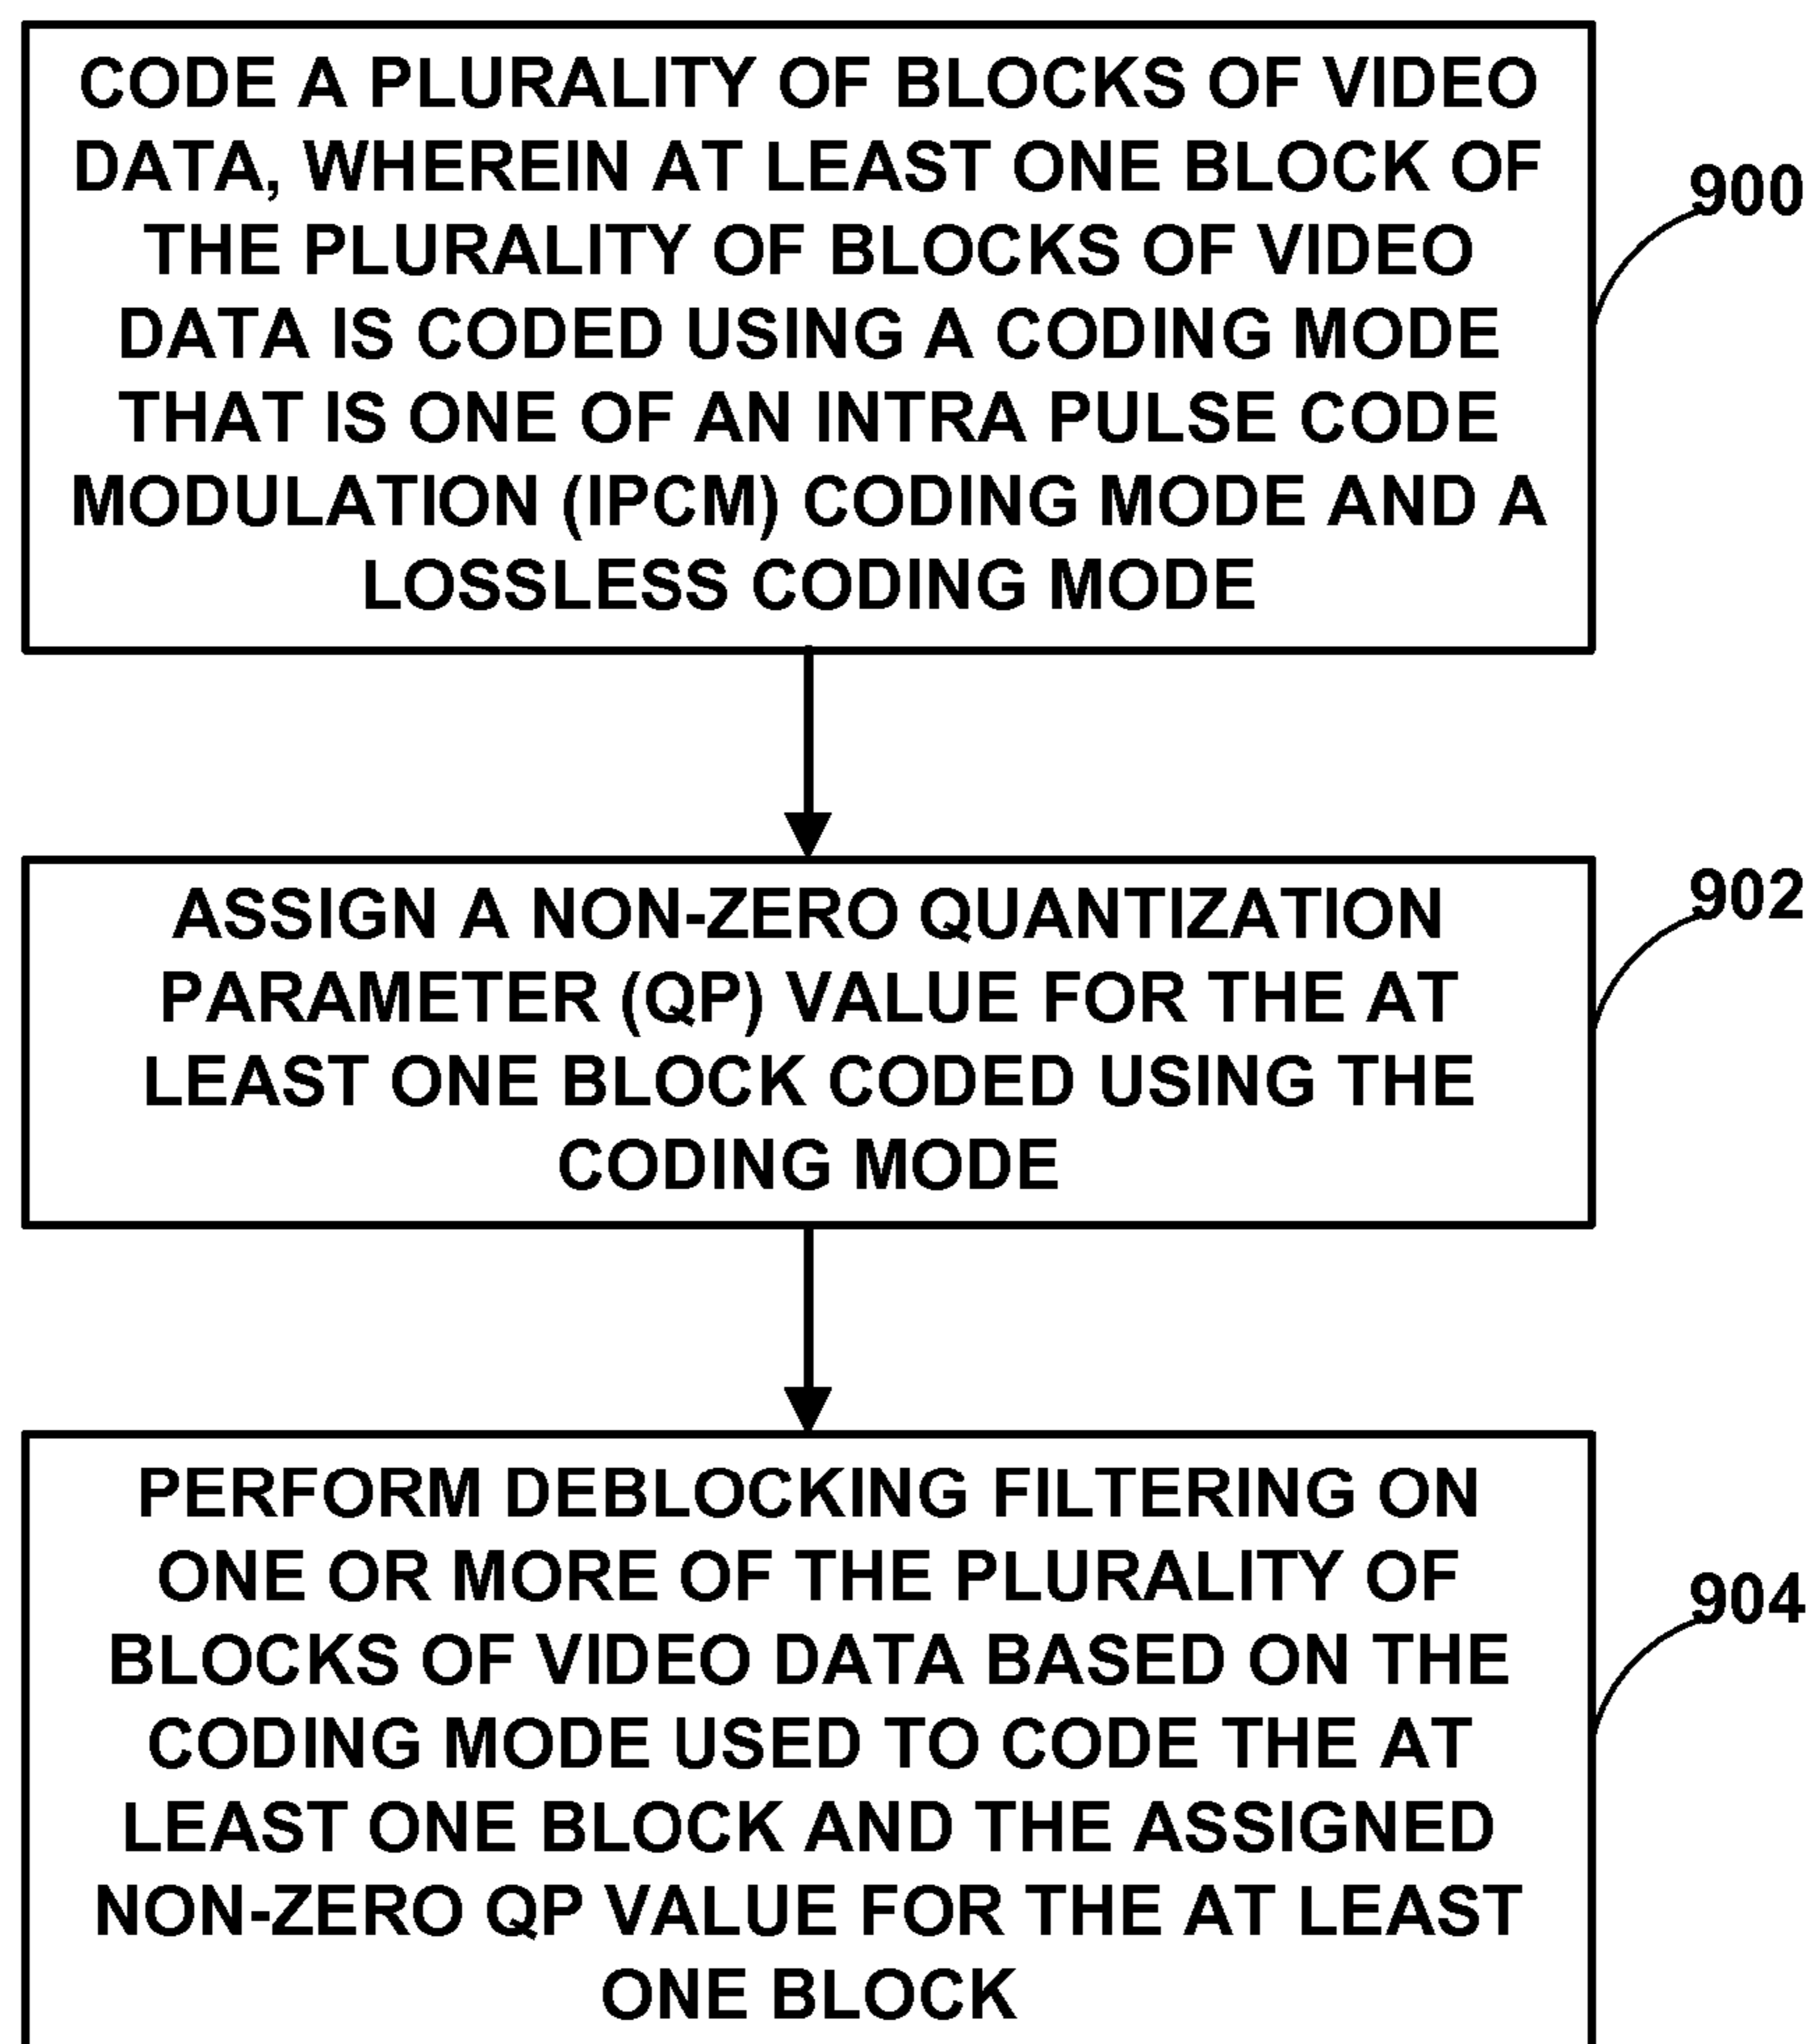 CODE A PLURALITY OF BLOCKS OF VIDEO
DATA, WHEREIN AT LEAST ONE BLOCK OF
THE PLURALITY OF BLOCKS OF VIDEO
DATA IS CODED USING A CODING MODE
THAT IS ONE OF AN INTRA PULSE CODE
MODULATION (IPCM) CODING MODE AND A
LOSSLESS CODING MODE
900
ASSIGN A NON-ZERO QUANTIZATION
PARAMETER (QP) VALUE FOR THE AT
LEAST ONE BLOCK CODED USING THE
CODING MODE
902
PERFORM DEBLOCKING FILTERING ON
ONE OR MORE OF THE PLURALITY OF
BLOCKS OF VIDEO DATA BASED ON THE
CODING MODE USED TO CODE THE AT
LEAST ONE BLOCK AND THE ASSIGNED
NON-ZERO QP VALUE FOR THE AT LEAST
ONE BLOCK
904